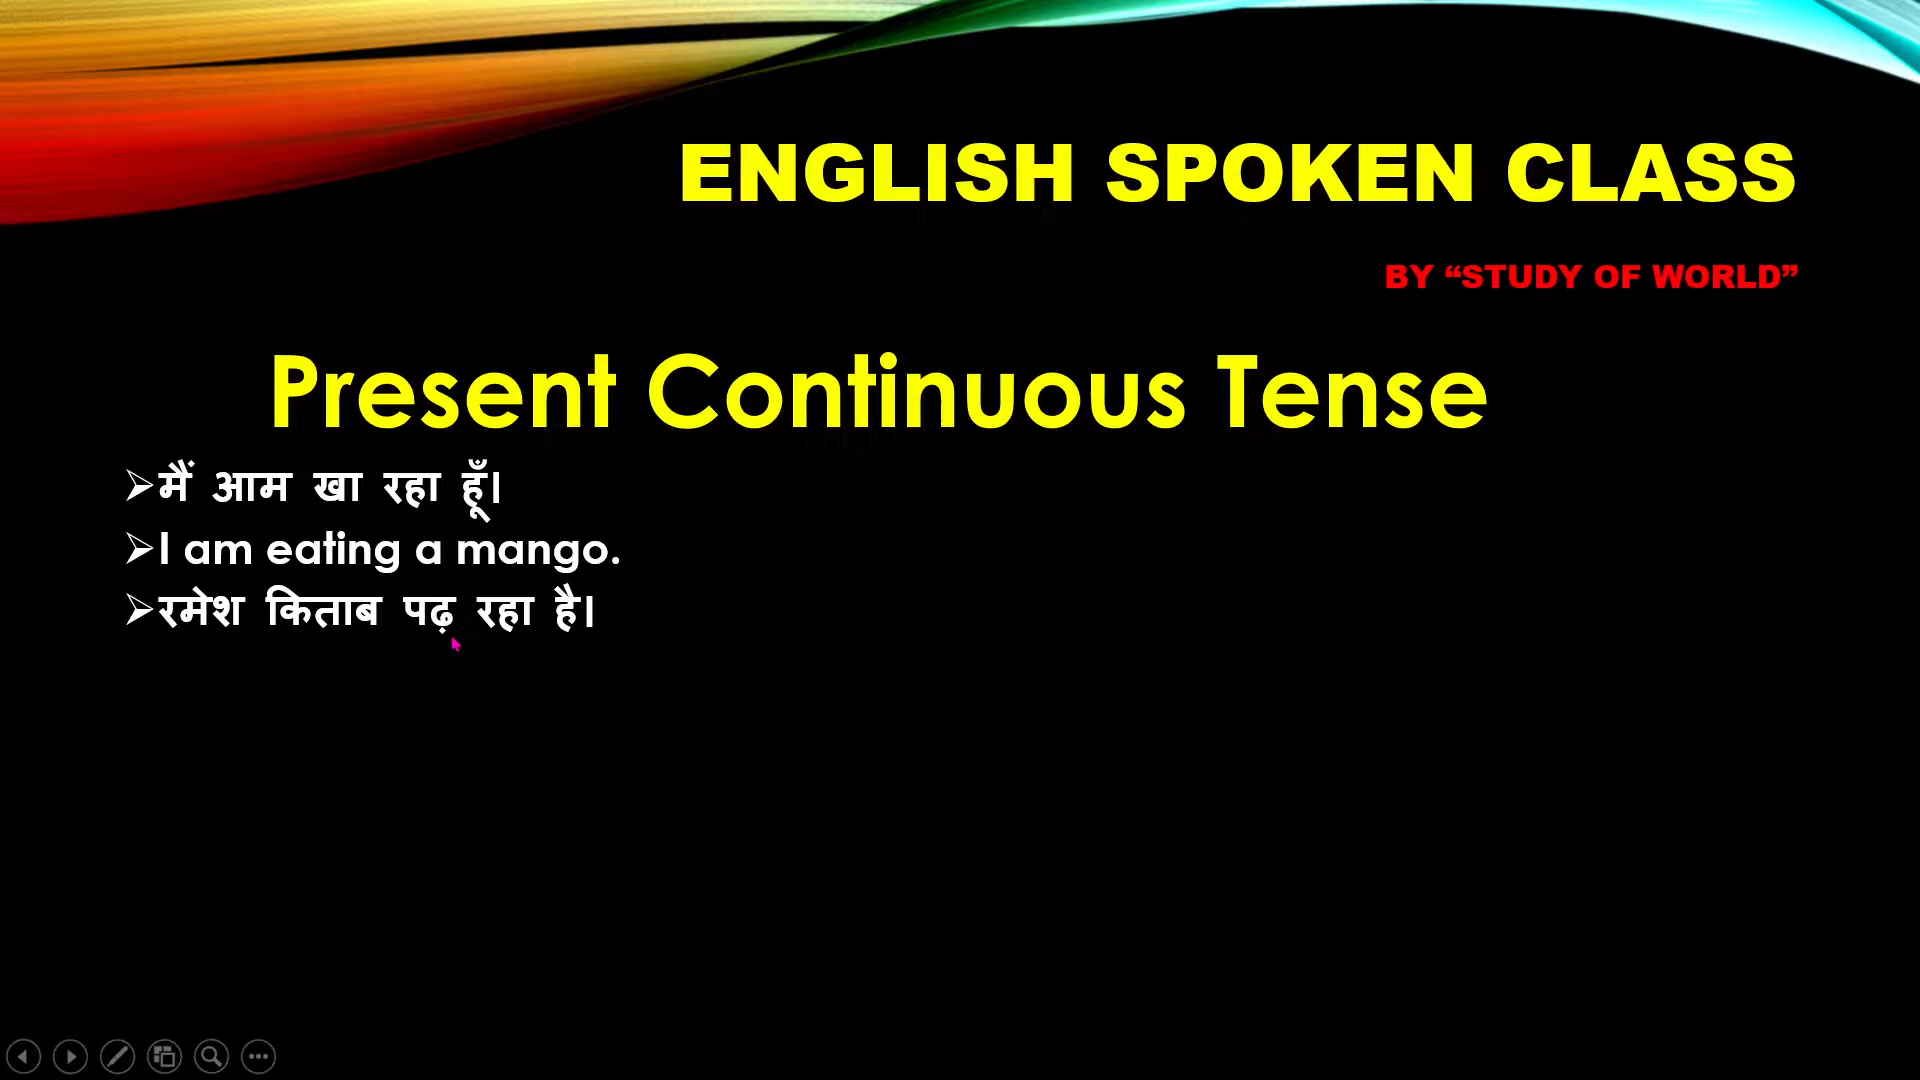 ENGLISH SPOKEN CLASS
BY “STUDY OF WORLD”
Present Continuous Tense
➢मैं आम खा रहा हूँ।
➢I am eating a mango.
➢रमेश किताब पढ़ रहा है।